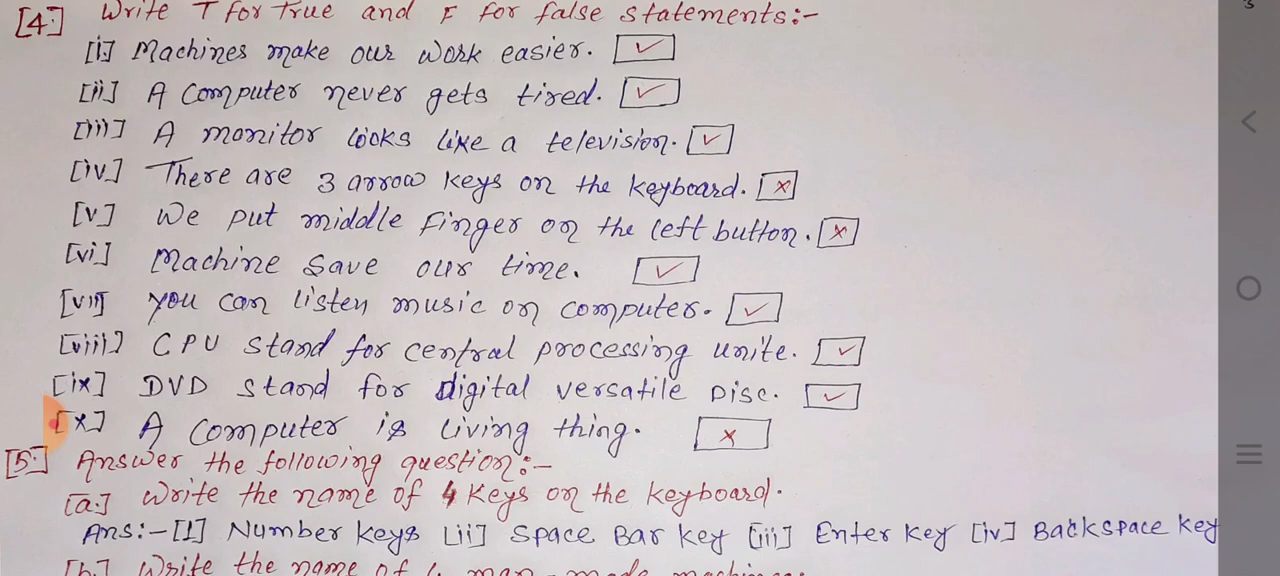 [4.] Write T for true and F for false statements:-
[i] Machines make our work easier. ✓
[ii] A computer never gets tired. ✓
[iii] A monitor looks like a television. ✓
[iv] There are 3 arrow keys on the keyboard. ×
[v] We put middle finger on the left button. ×
[vi] Machine save our time. ✓
[vii] you can listen music on computer. ✓
[viii] CPU stand for central processing unite. ✓
[ix] DVD stand for digital versatile Disc. ✓
[x] A computer is living thing. ×
[5.] Answer the following question:-
[a.] Write the name of 4 keys on the keyboard.
Ans:- [1] Number keys [ii] Space Bar key [iii] Enter key [iv] Backspace key
[b.] Write the name of 4 man-made machines.